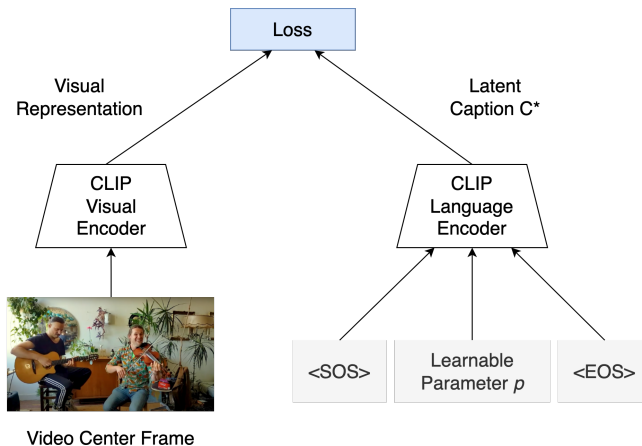 Loss
Visual
Representation
Latent
Caption C*
CLIP
Visual
Encoder
CLIP
Language
Encoder
<SOS>
Learnable
Parameter p
<EOS>
Video Center Frame